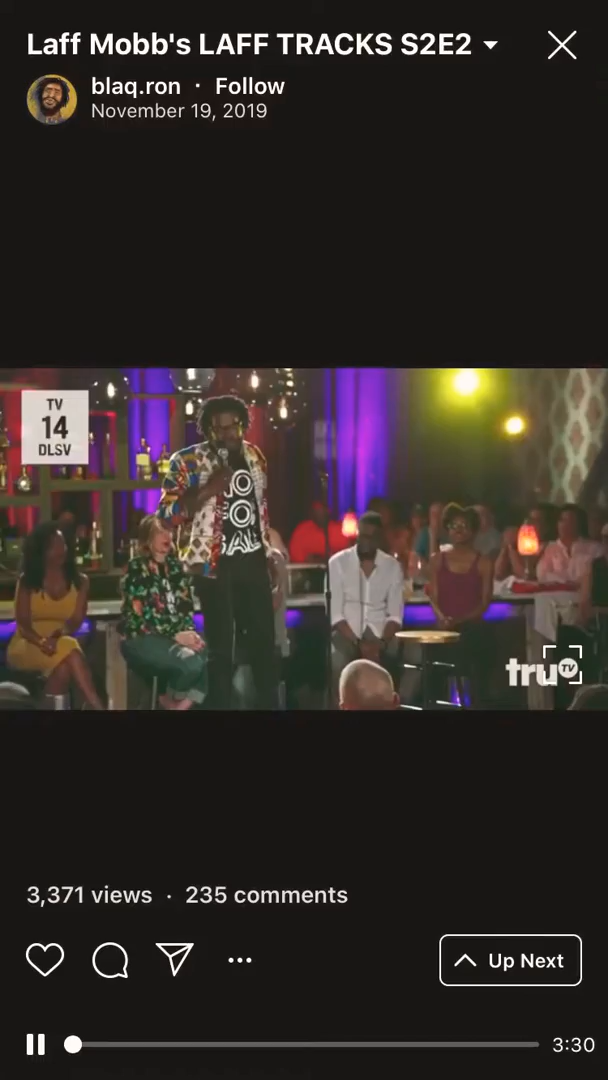 Laff Mobb's LAFF TRACKS S2E2
blaq.ron · Follow
November 19, 2019
TV
14
DLSV
truTV
3,371 views · 235 comments
Up Next
3:30